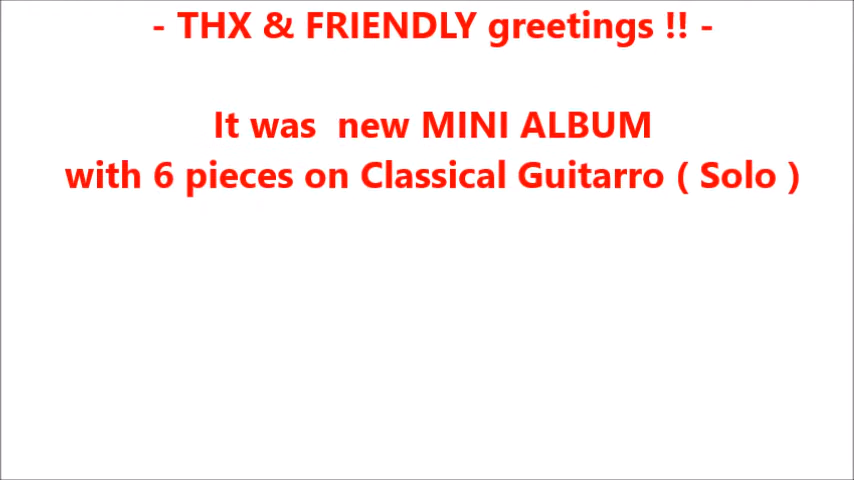 - THX & FRIENDLY greetings !! -
It was  new MINI ALBUM
with 6 pieces on Classical Guitarro ( Solo )